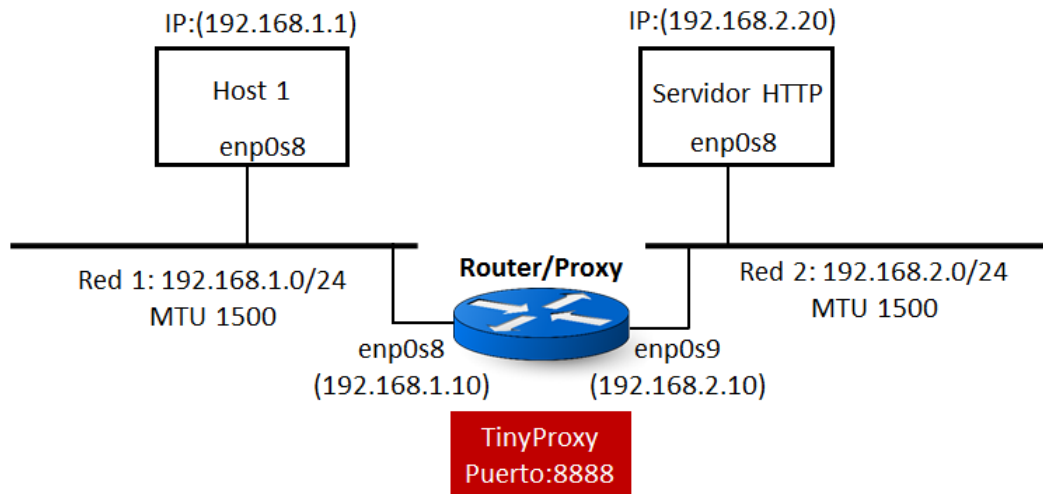 IP:(192.168.1.1)
IP:(192.168.2.20)
Host 1
enp0s8
Servidor HTTP
enp0s8
Red 1: 192.168.1.0/24
MTU 1500
Router/Proxy
Red 2: 192.168.2.0/24
MTU 1500
enp0s8
(192.168.1.10)
enp0s9
(192.168.2.10)
TinyProxy
Puerto:8888